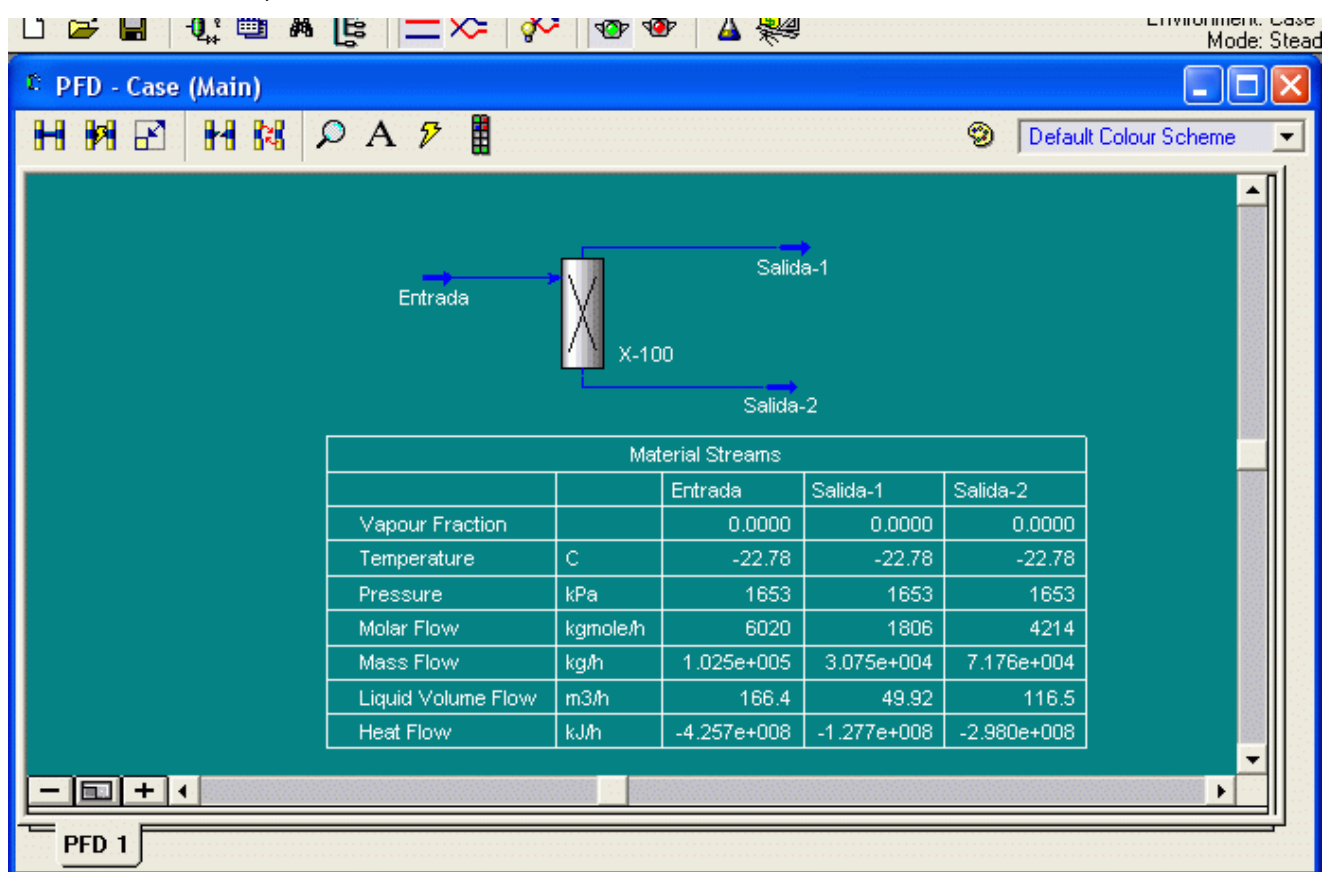 Environment: Case
Mode: Stead
PFD - Case (Main)
A
Default Colour Scheme
Salida-1
Entrada
X-100
Salida-2
Material Streams
Entrada Salida-1 Salida-2
Vapour Fraction 0.0000 0.0000 0.0000
Temperature C -22.78 -22.78 -22.78
Pressure kPa 1653 1653 1653
Molar Flow kgmole/h 6020 1806 4214
Mass Flow kg/h 1.025e+005 3.075e+004 7.176e+004
Liquid Volume Flow m3/h 166.4 49.92 116.5
Heat Flow kJ/h -4.257e+008 -1.277e+008 -2.980e+008
PFD 1